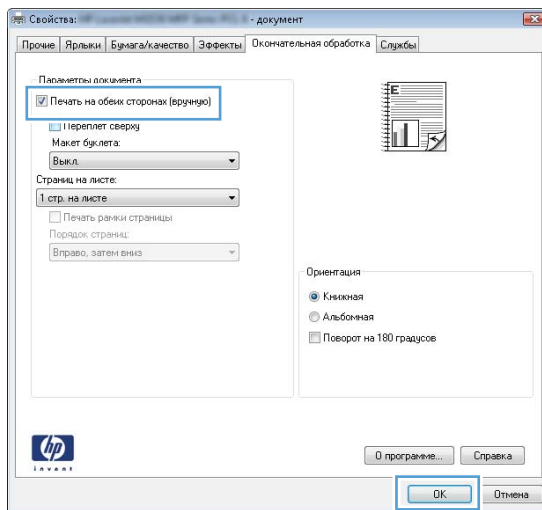 Свойства: - документ
Прочие Ярлыки Бумага/качество Эффекты Окончательная обработка Службы
Параметры документа
Печать на обеих сторонах (вручную)
Переплет сверху
Макет буклета:
Выкл.
Страниц на листе:
1 стр. на листе
Печать рамки страницы
Порядок страниц:
Вправо, затем вниз
E
Ориентация
Книжная
Альбомная
Поворот на 180 градусов
hp
invent
О программе... Справка
OK Отмена